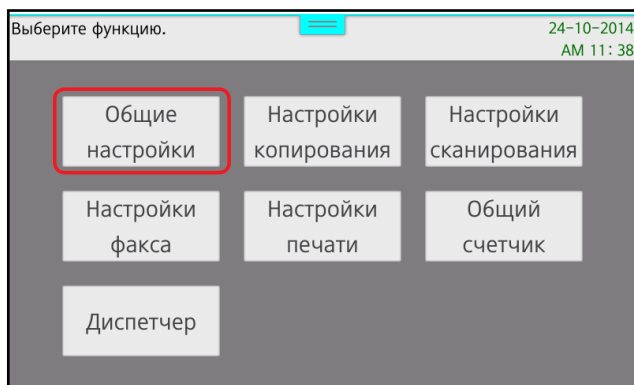 Выберите функцию.
24-10-2014
AM 11: 38
Общие
настройки
Настройки
копирования
Настройки
сканирования
Настройки
факса
Настройки
печати
Общий
счетчик
Диспетчер